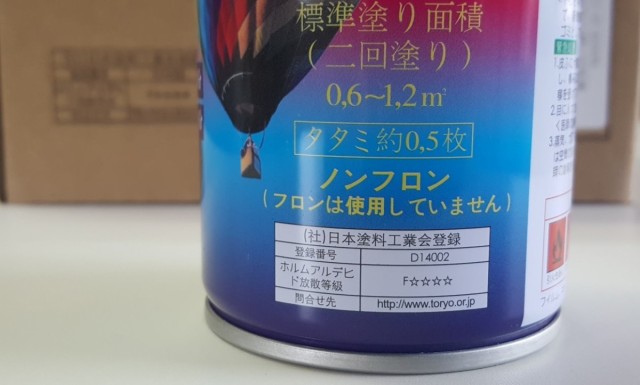 標準塗り面積
(二回塗り)
0,6~1,2㎡
タタミ約0,5枚
ノンフロン
(フロンは使用していません)
(社)日本塗料工業会登録
登録番号 D14002
ホルムアルデヒド放散等級 F☆☆☆☆
問合せ先 http://www.toryo.or.jp